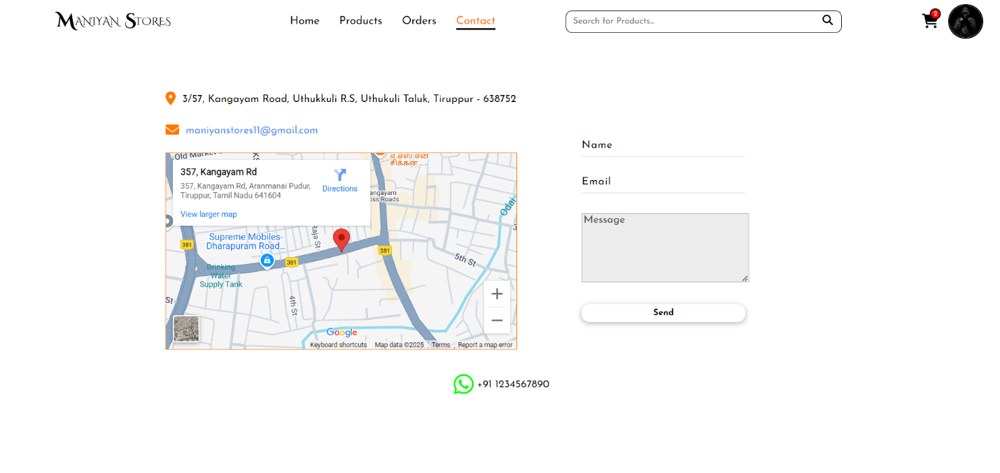 MANIYAN STORES
Home
Products
Orders
Contact
Search for Products...
2
3/57, Kangayam Road, Uthukkuli R.S, Uthukuli Taluk, Tiruppur - 638752
maniyanstores11@gmail.com
Old Market
ஏ.எஸ்.என்
சிக்கன்...
357, Kangayam Rd
357, Kangayam Rd, Aranmanai Pudur,
Tiruppur, Tamil Nadu 641604
Directions
View larger map
Odai
Raja St
381
Supreme Mobiles-
Dharapuram Road...
381
381
5th St
Drinking
Water
Supply Tank
4th St
St
Google
Keyboard shortcuts
Map data ©2025
Terms
Report a map error
Name
Email
Message
Send
+91 1234567890